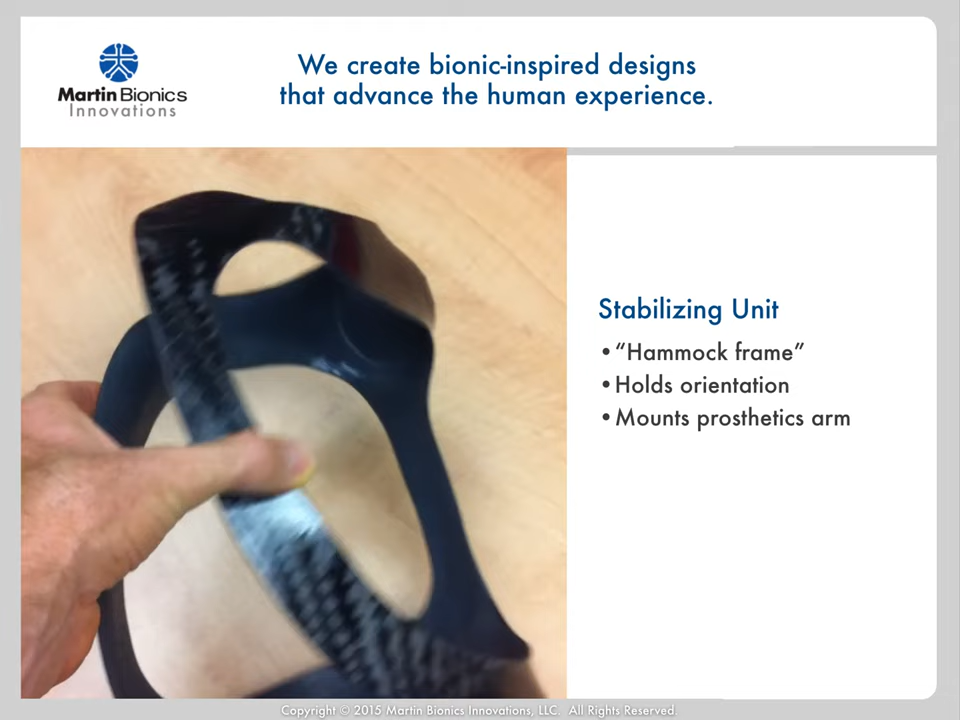 Martin Bionics
Innovations
We create bionic-inspired designs
that advance the human experience.
Stabilizing Unit
•“Hammock frame”
•Holds orientation
•Mounts prosthetics arm
Copyright © 2015 Martin Bionics Innovations, LLC. All Rights Reserved.